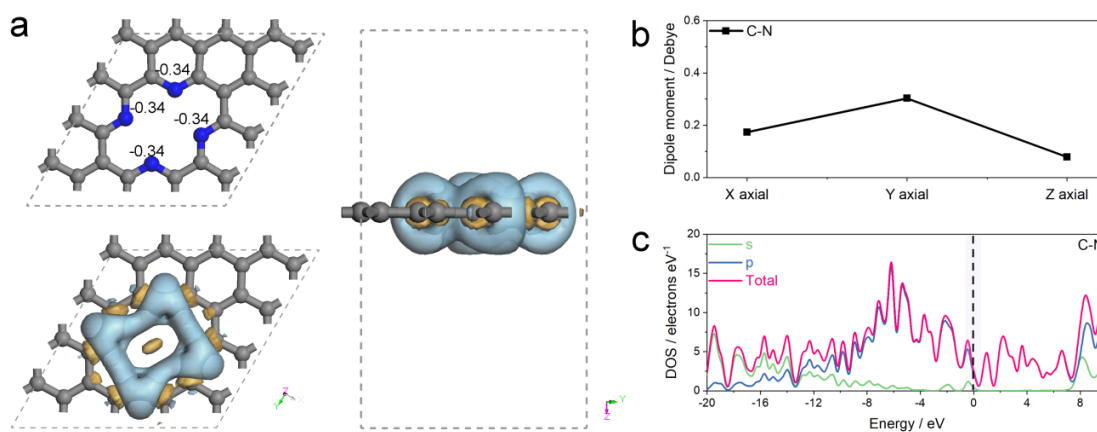 a
-0.34
-0.34
-0.34
-0.34
Z
X
Y
Y
Z
b
Dipole moment / Debye
0.6
0.4
0.2
0.0
C-N
X axial
Y axial
Z axial
c
DOS / electrons eV⁻¹
20
15
10
5
0
s
p
Total
C-N
-20
-16
-12
-8
-4
0
4
8
Energy / eV